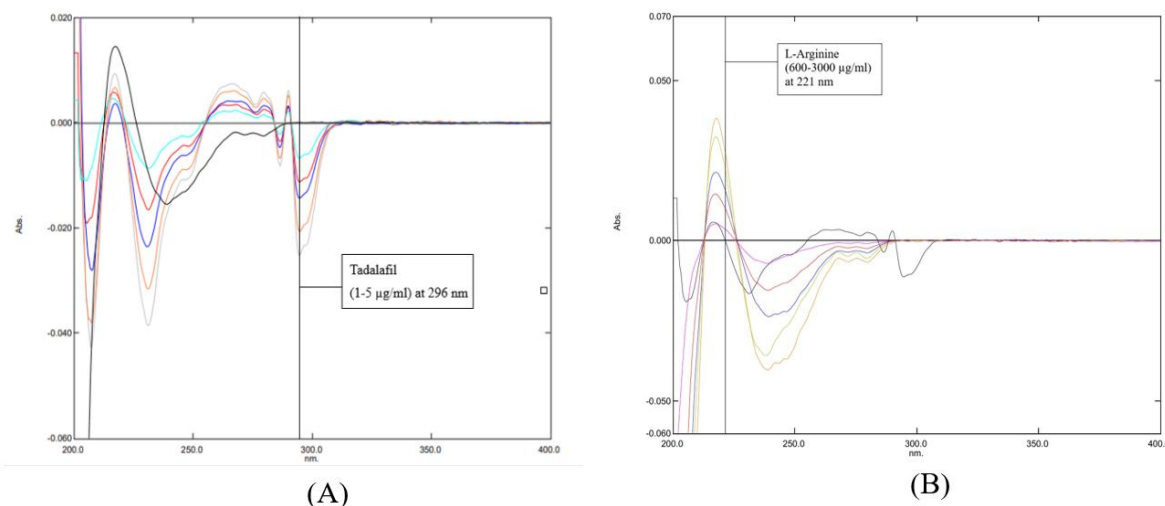 0.020
0.000
Abs.
-0.020
-0.040
-0.060
200.0
250.0
300.0
350.0
400.0
nm.
Tadalafil
(1-5 µg/ml) at 296 nm
(A)
0.070
0.050
Abs.
0.000
-0.050
-0.060
200.0
250.0
300.0
350.0
400.0
nm.
L-Arginine
(600-3000 µg/ml)
at 221 nm
(B)